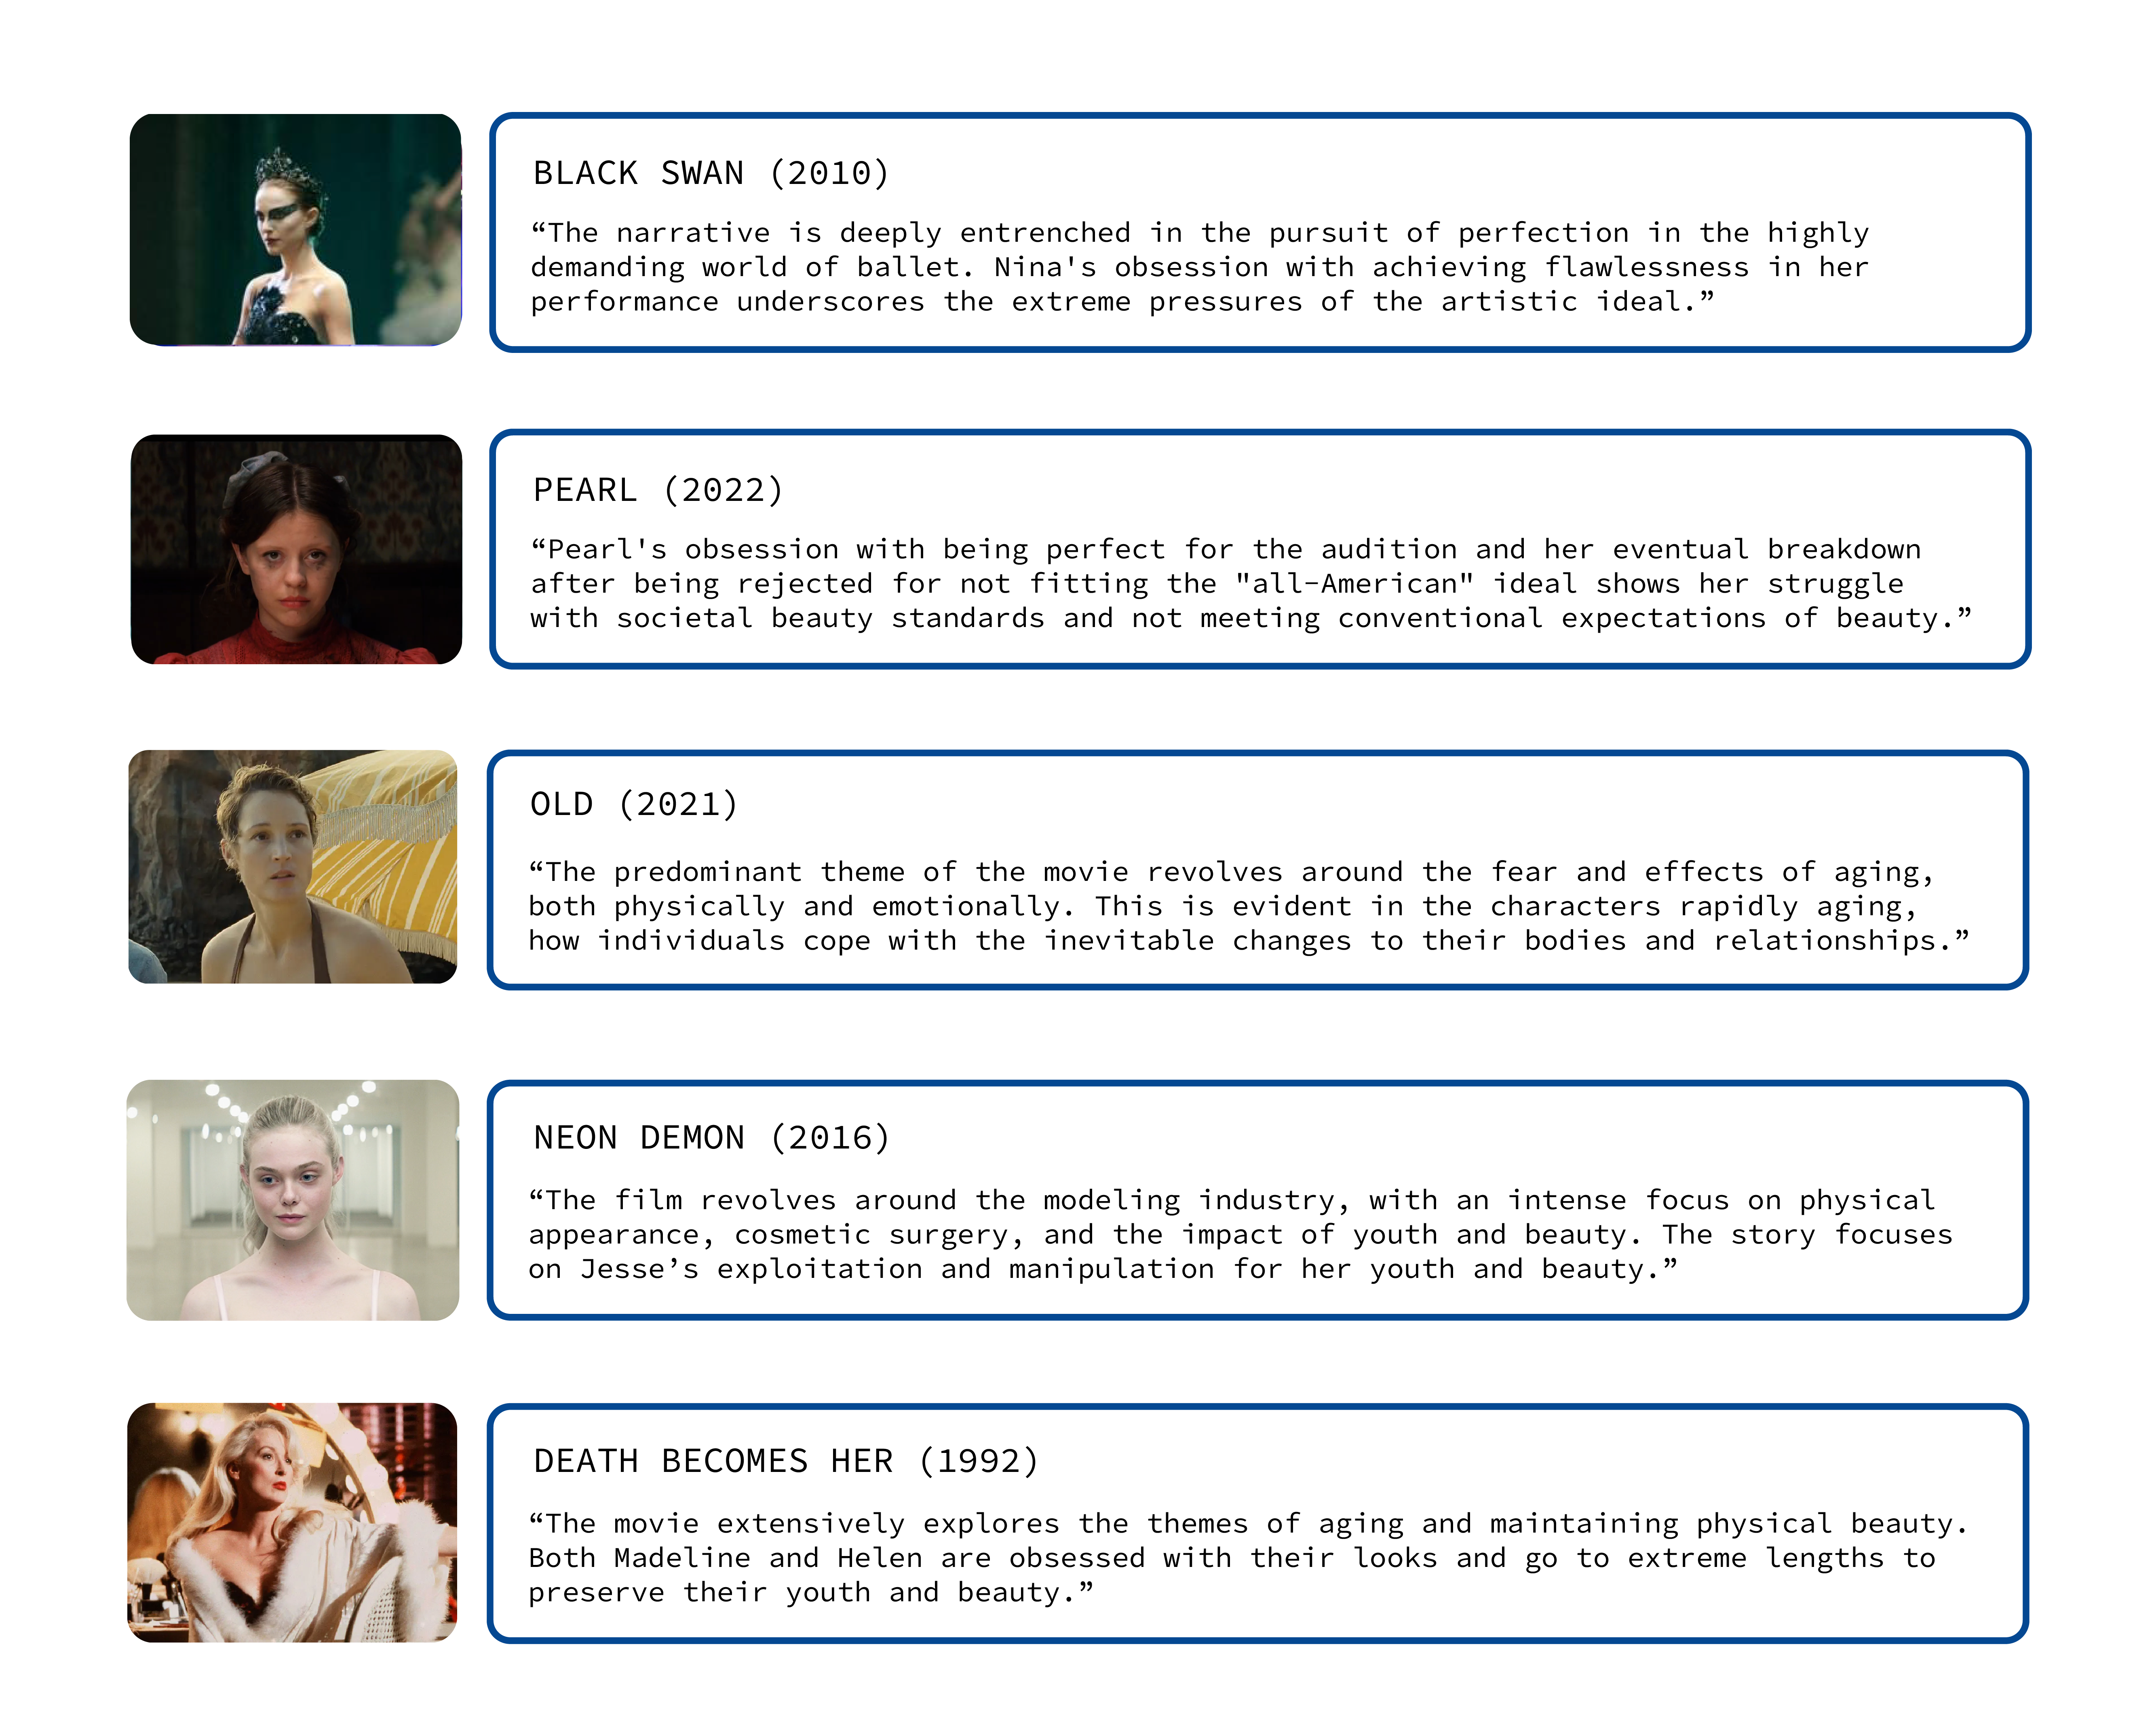 BLACK SWAN (2010)
“The narrative is deeply entrenched in the pursuit of perfection in the highly
demanding world of ballet. Nina's obsession with achieving flawlessness in her
performance underscores the extreme pressures of the artistic ideal.”
PEARL (2022)
“Pearl's obsession with being perfect for the audition and her eventual breakdown
after being rejected for not fitting the "all-American" ideal shows her struggle
with societal beauty standards and not meeting conventional expectations of beauty.”
OLD (2021)
“The predominant theme of the movie revolves around the fear and effects of aging,
both physically and emotionally. This is evident in the characters rapidly aging,
how individuals cope with the inevitable changes to their bodies and relationships.”
NEON DEMON (2016)
“The film revolves around the modeling industry, with an intense focus on physical
appearance, cosmetic surgery, and the impact of youth and beauty. The story focuses
on Jesse’s exploitation and manipulation for her youth and beauty.”
DEATH BECOMES HER (1992)
“The movie extensively explores the themes of aging and maintaining physical beauty.
Both Madeline and Helen are obsessed with their looks and go to extreme lengths to
preserve their youth and beauty.”